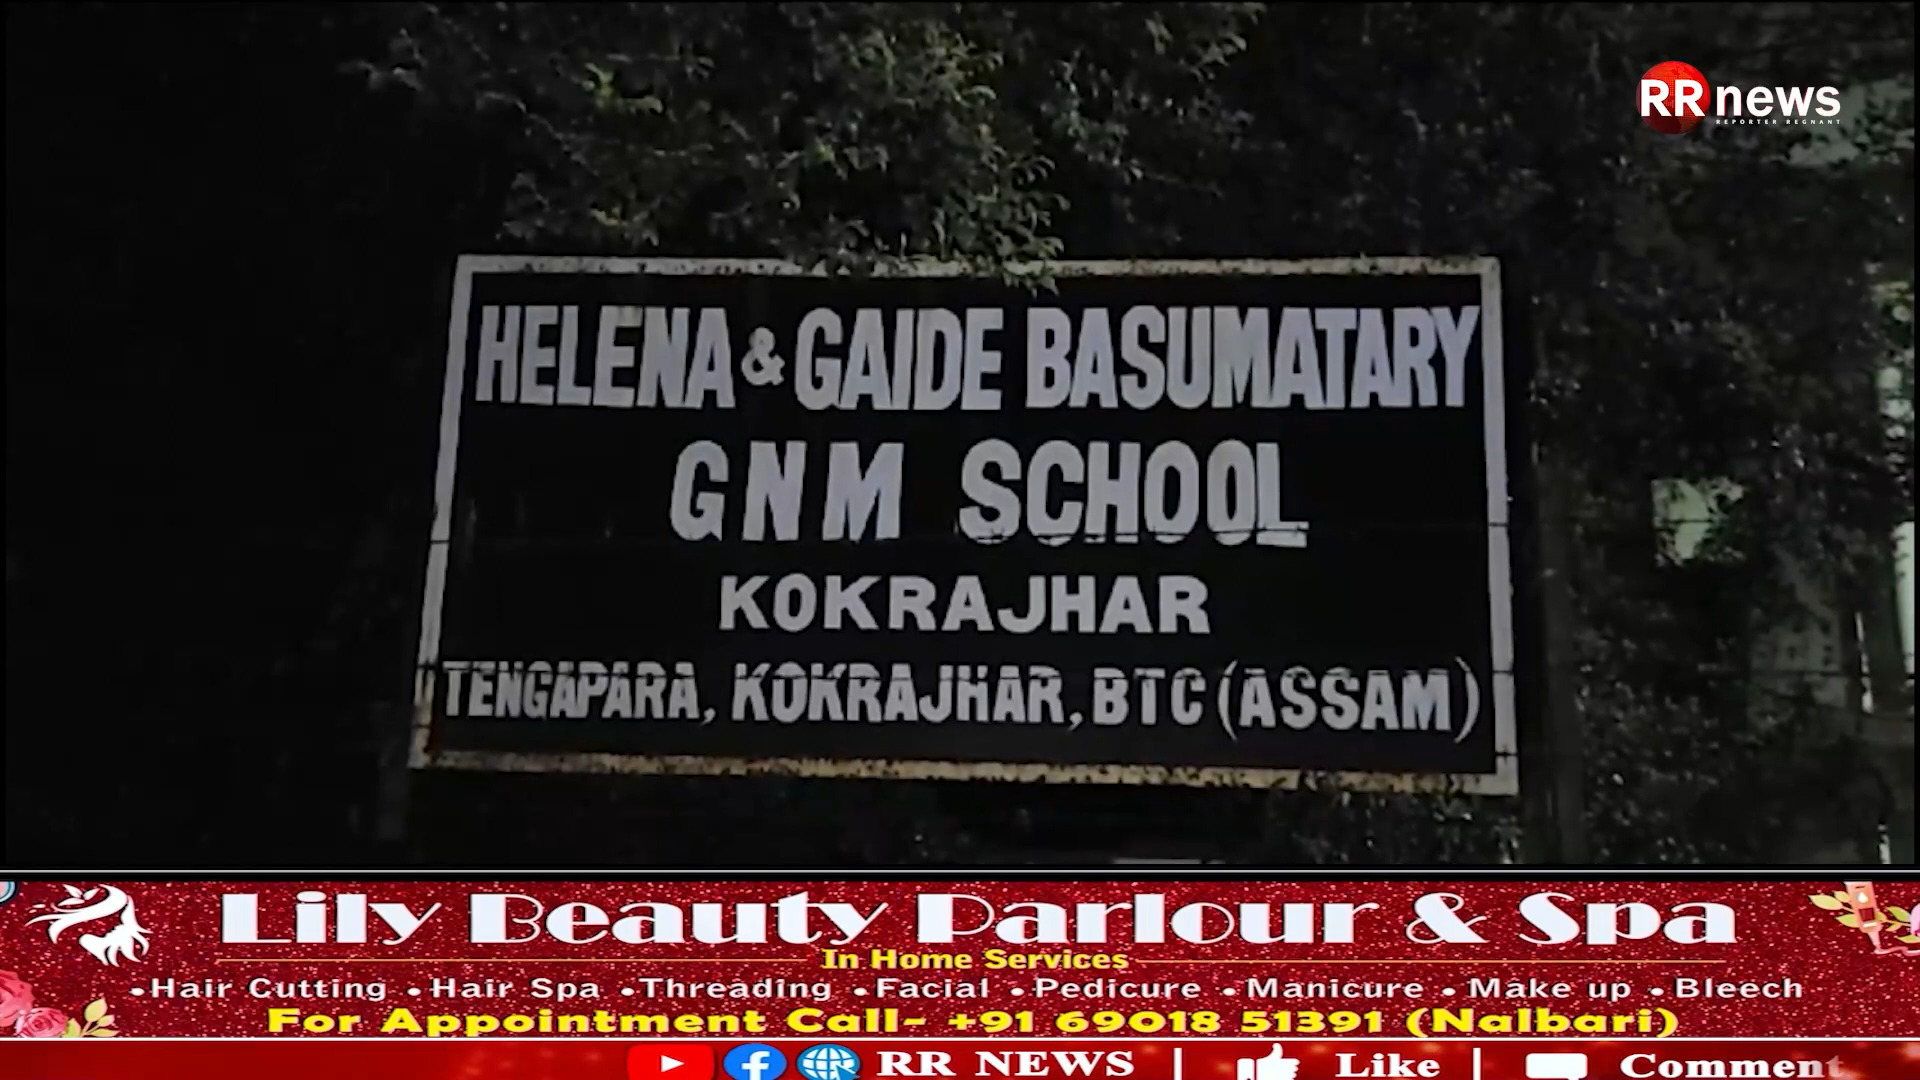 RR news
REPORTER REGNANT
HELENA & GAIDE BASUMATARY
GNM SCHOOL
KOKRAJHAR
TENGAPARA, KOKRAJHAR, BTC (ASSAM)
Lily Beauty Parlour & Spa
In Home Services
•Hair Cutting •Hair Spa •Threading •Facial •Pedicure •Manicure •Make up •Bleech
For Appointment Call- +91 69018 51391 (Nalbari)
RR NEWS | Like | Comment